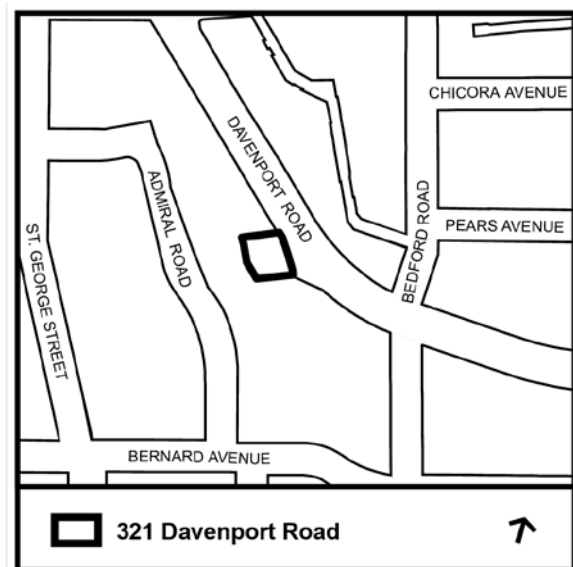 CHICORA AVENUE
DAVENPORT ROAD
ADMIRAL ROAD
PEARS AVENUE
BEDFORD ROAD
ST. GEORGE STREET
BERNARD AVENUE
321 Davenport Road